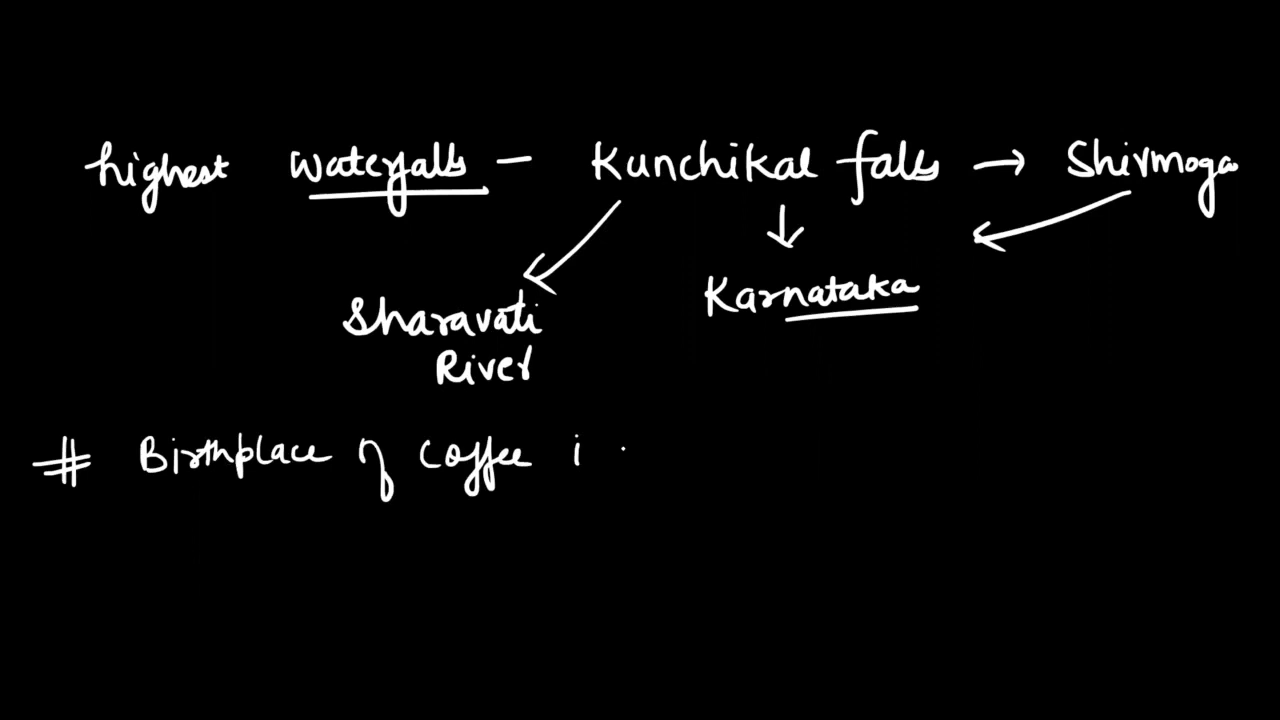 highest waterfalls - Kunchikal falls → Shivmoga
Karnataka
Sharavati
River
# Birthplace of coffee i